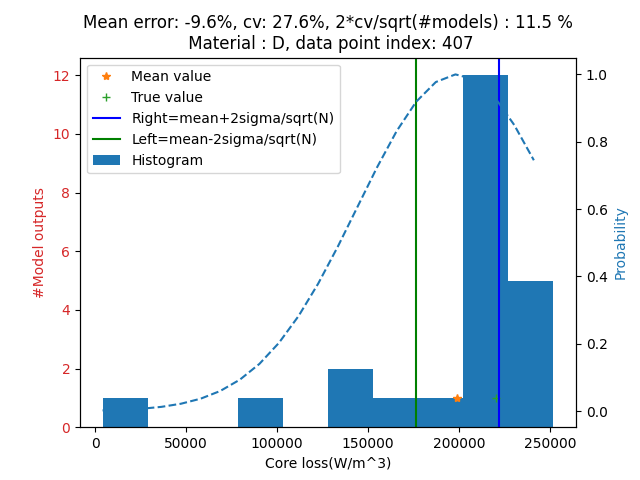 Mean error: -9.6%, cv: 27.6%, 2*cv/sqrt(#models) : 11.5 %
Material : D, data point index: 407
Mean value
True value
Right=mean+2sigma/sqrt(N)
Left=mean-2sigma/sqrt(N)
Histogram
#Model outputs
12
10
8
6
4
2
0
1.0
0.8
0.6
0.4
0.2
0.0
Probability
0
50000
100000
150000
200000
250000
Core loss(W/m^3)